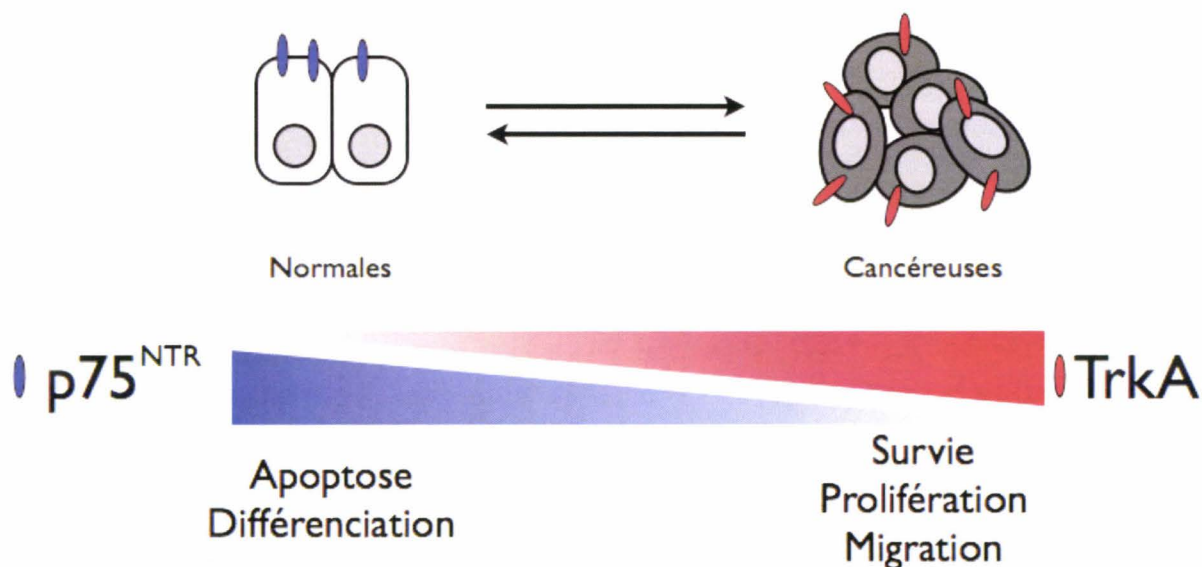 Normales
Cancéreuses
p75NTR
TrkA
Apoptose
Différenciation
Survie
Prolifération
Migration